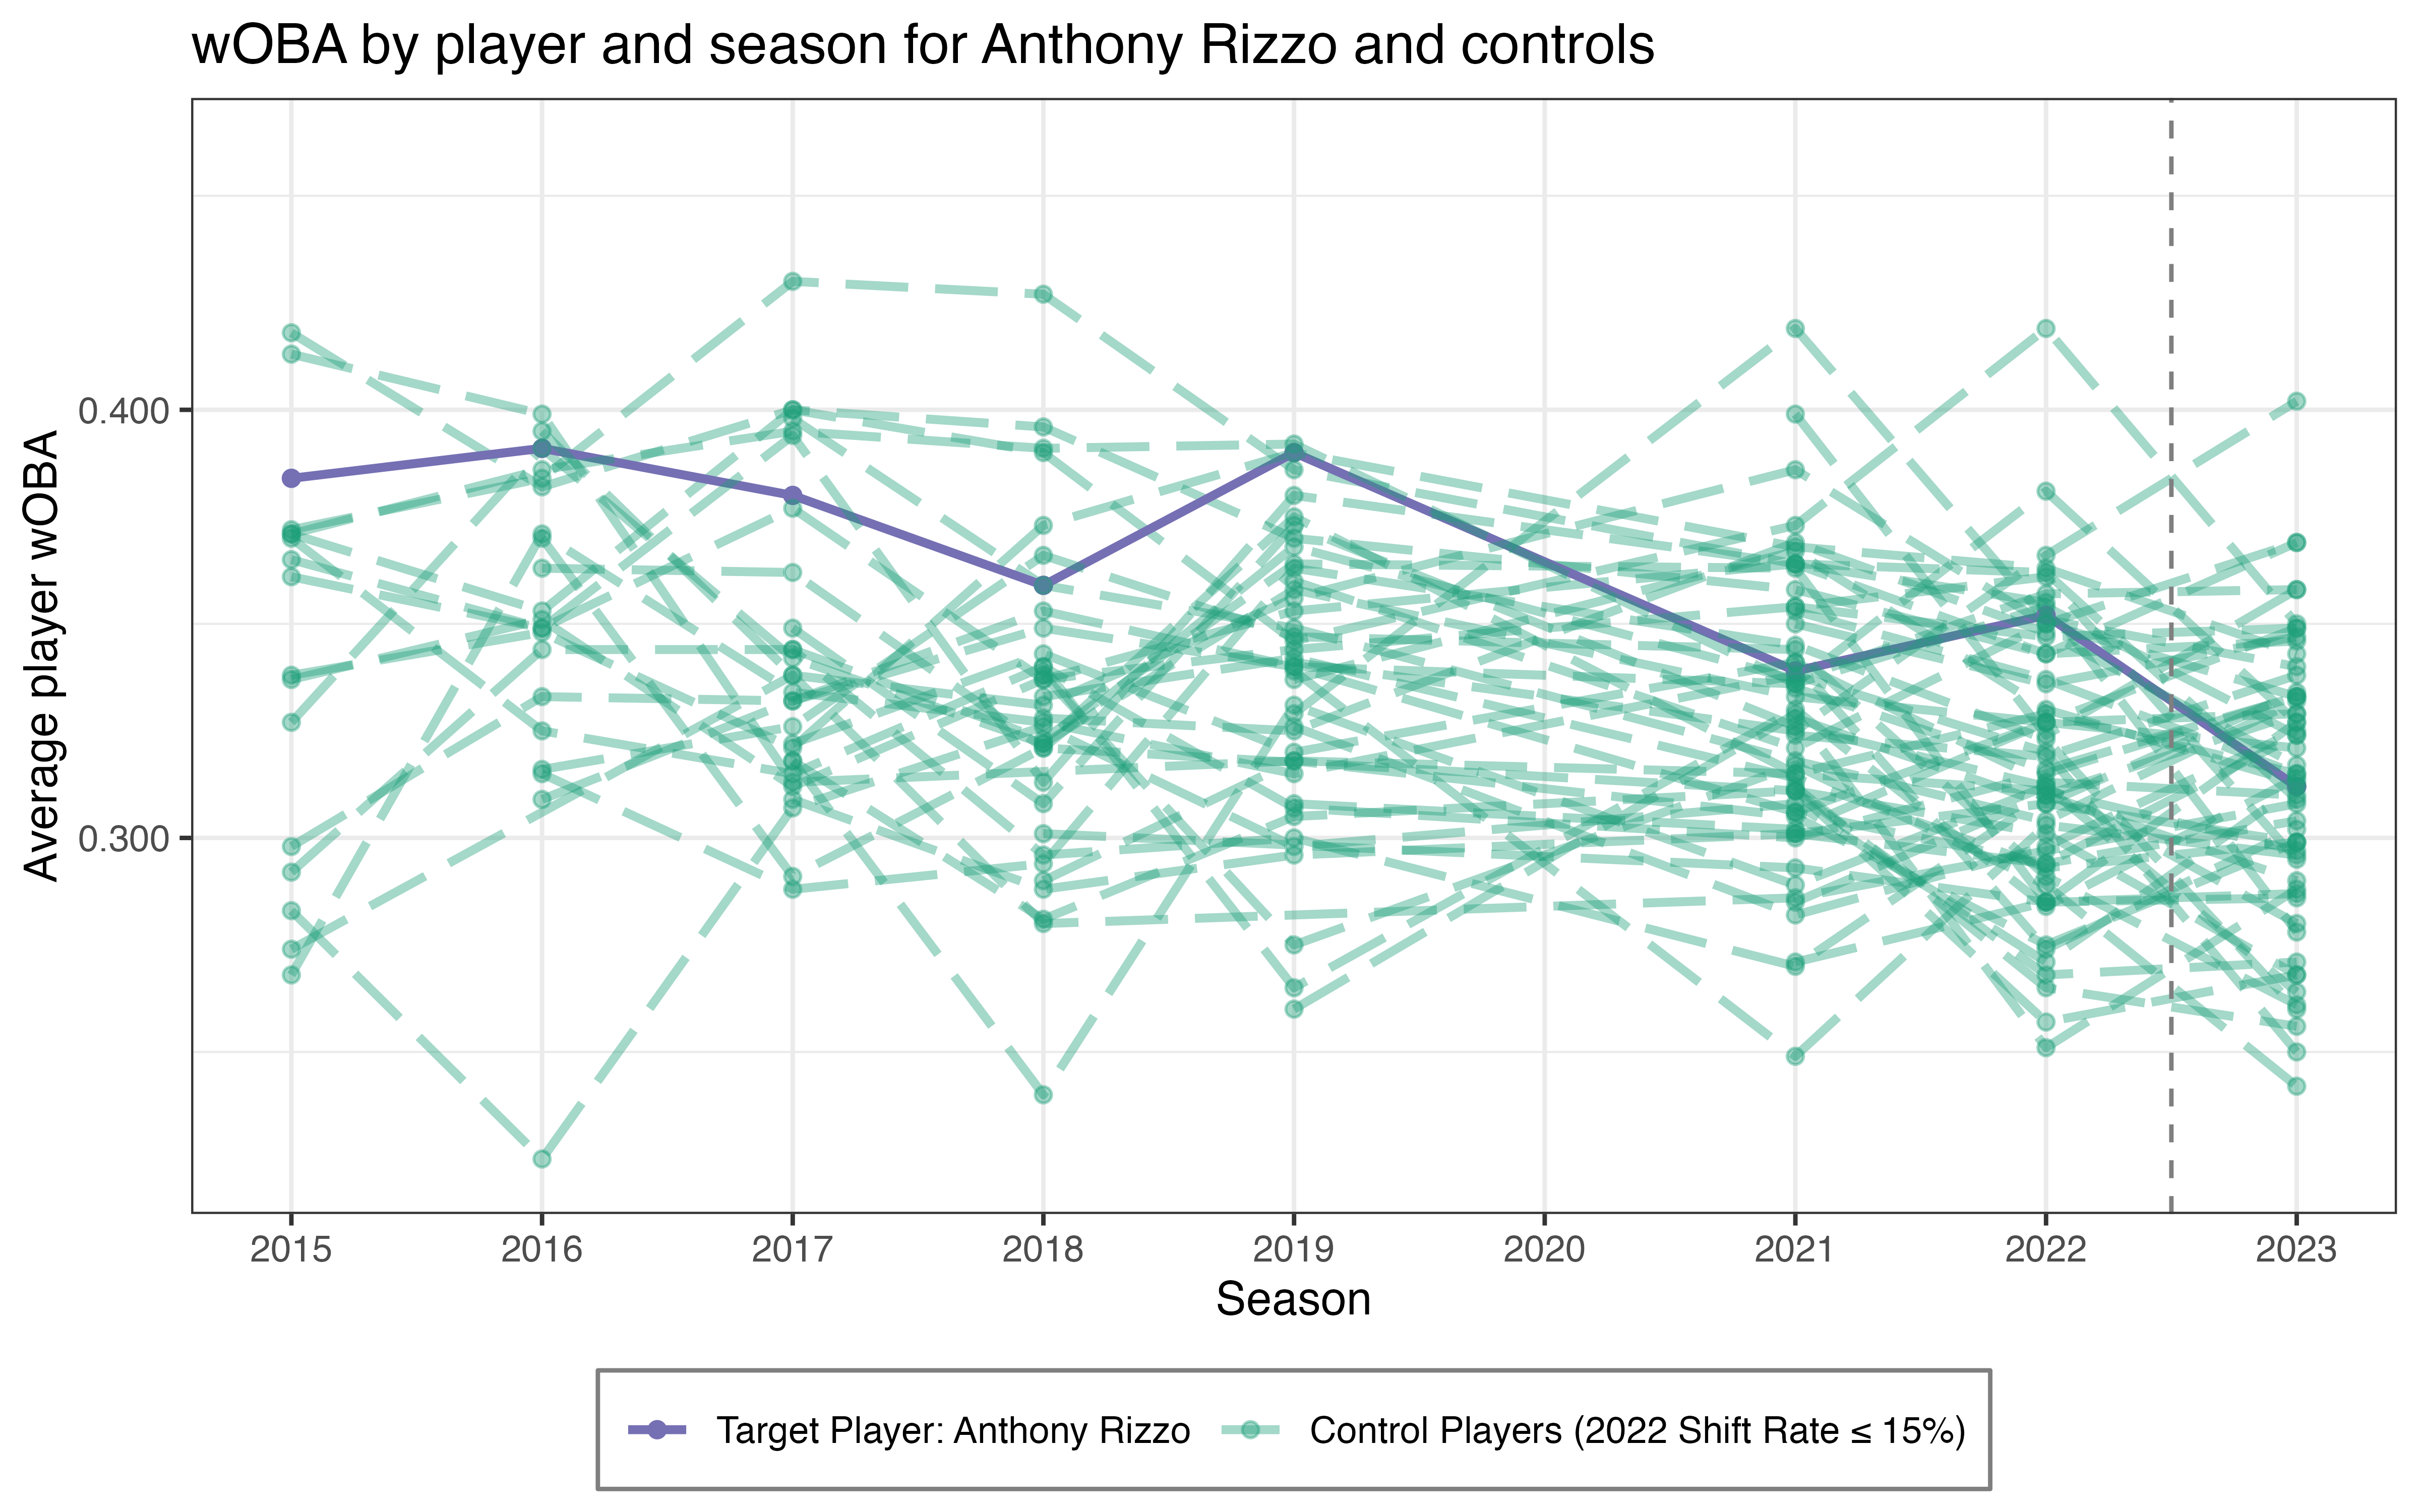 wOBA by player and season for Anthony Rizzo and controls
Average player wOBA
0.400
0.300
2015 2016 2017 2018 2019 2020 2021 2022 2023
Season
Target Player: Anthony Rizzo Control Players (2022 Shift Rate ≤ 15%)